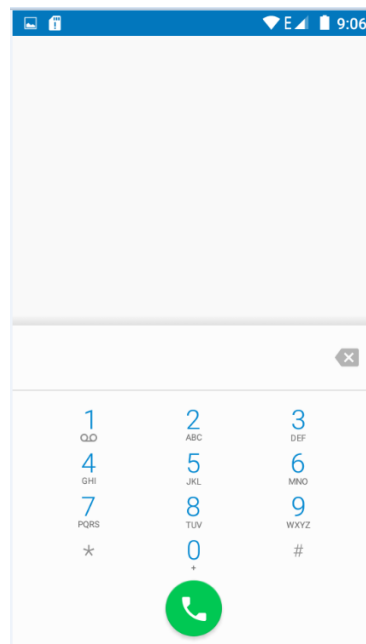 E 9:06
1 2 3
ABC DEF
4 5 6
GHI JKL MNO
7 8 9
PQRS TUV WXYZ
* 0 #
+